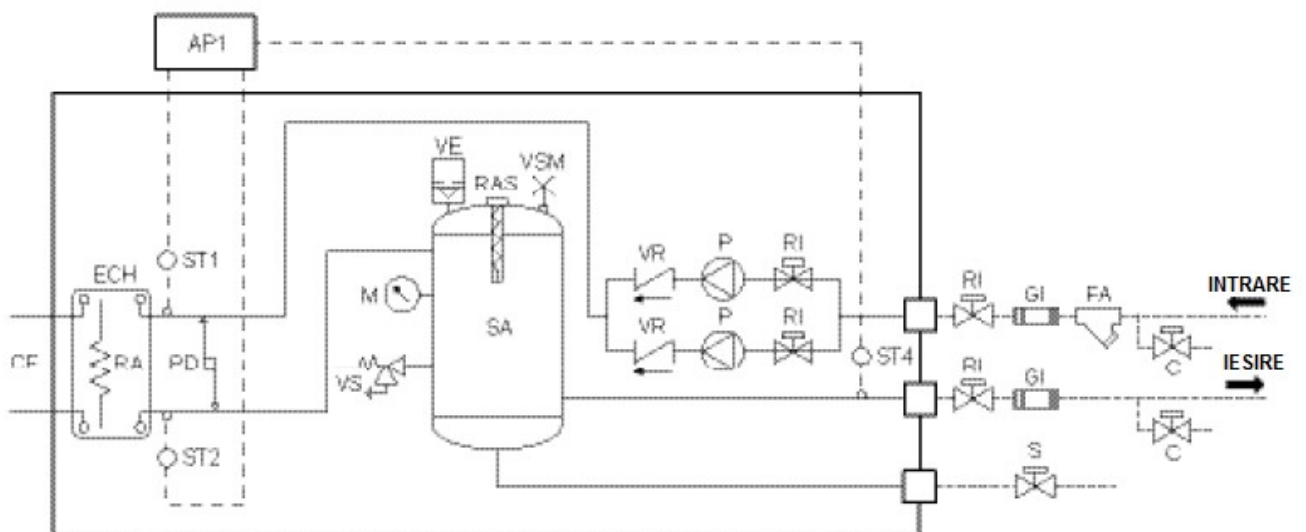 AP1
VE
VSM
RAS
ST1
VR
P
RI
ECH
M
RI
GI
FA
INTRARE
SA
VR
P
RI
CF
RA
PD
ST4
C
VS
RI
GI
IESIRE
ST2
S
C